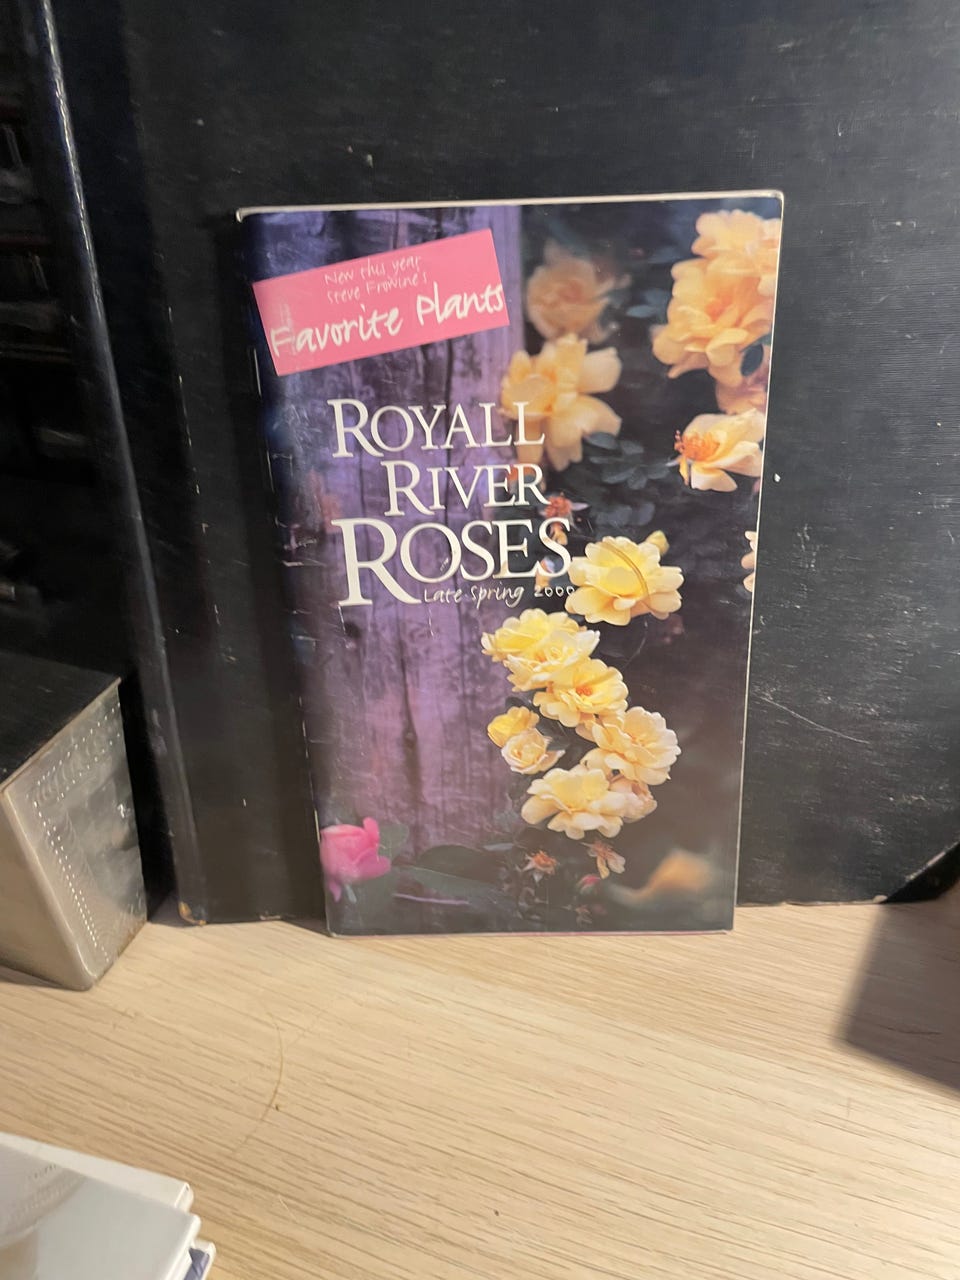 New this year
Steve Frowine's
Favorite Plants
ROYALL
RIVER
ROSES
Late Spring 2000